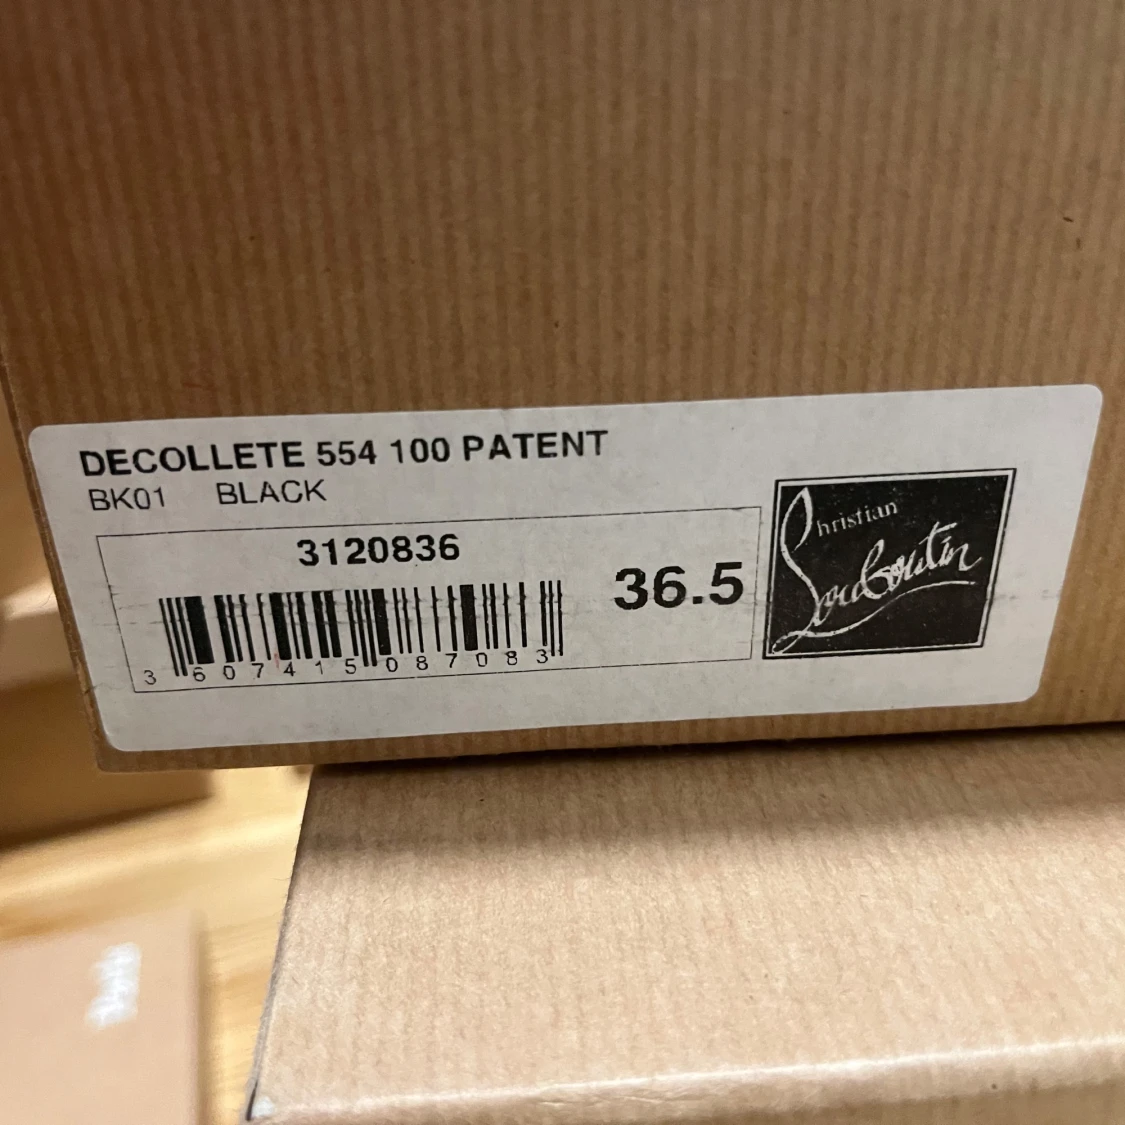 DECOLLETE 554 100 PATENT
BK01 BLACK
3120836
3 607415 087083
36.5
Christian
Louboutin